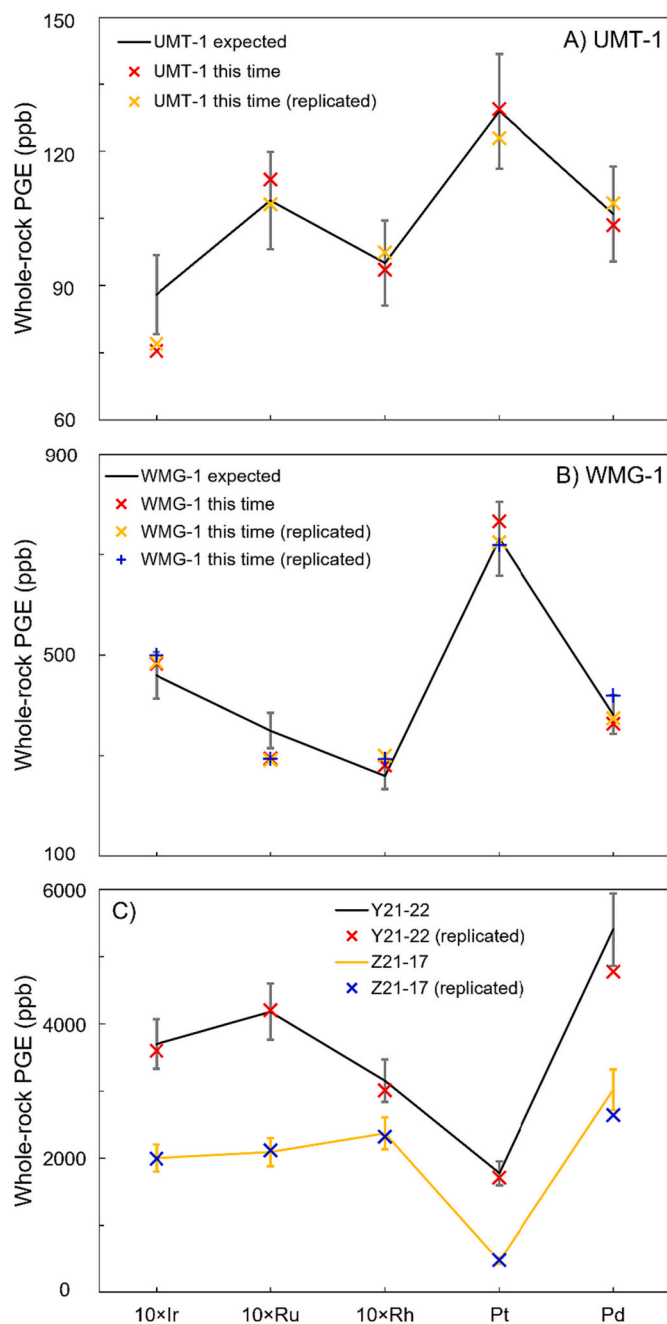 150
A) UMT-1
UMT-1 expected
UMT-1 this time
UMT-1 this time (replicated)
120
90
60
Whole-rock PGE (ppb)
900
B) WMG-1
WMG-1 expected
WMG-1 this time
WMG-1 this time (replicated)
WMG-1 this time (replicated)
500
100
Whole-rock PGE (ppb)
6000
C)
Y21-22
Y21-22 (replicated)
Z21-17
Z21-17 (replicated)
4000
2000
0
Whole-rock PGE (ppb)
10×Ir 10×Ru 10×Rh Pt Pd